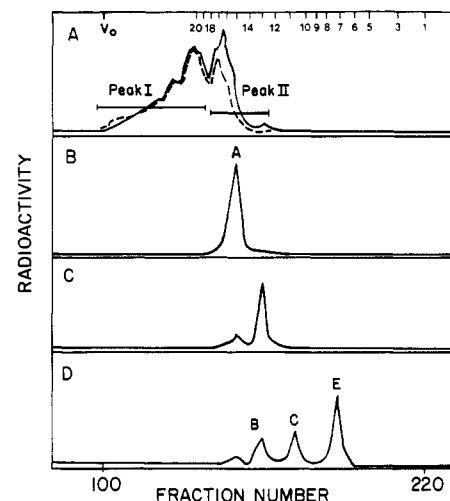 A
Vo
20 18 16 14 12 10 9 8 7 6 5 3 1
Peak I
Peak II
B
A
C
D
B
C
E
RADIOACTIVITY
100
220
FRACTION NUMBER